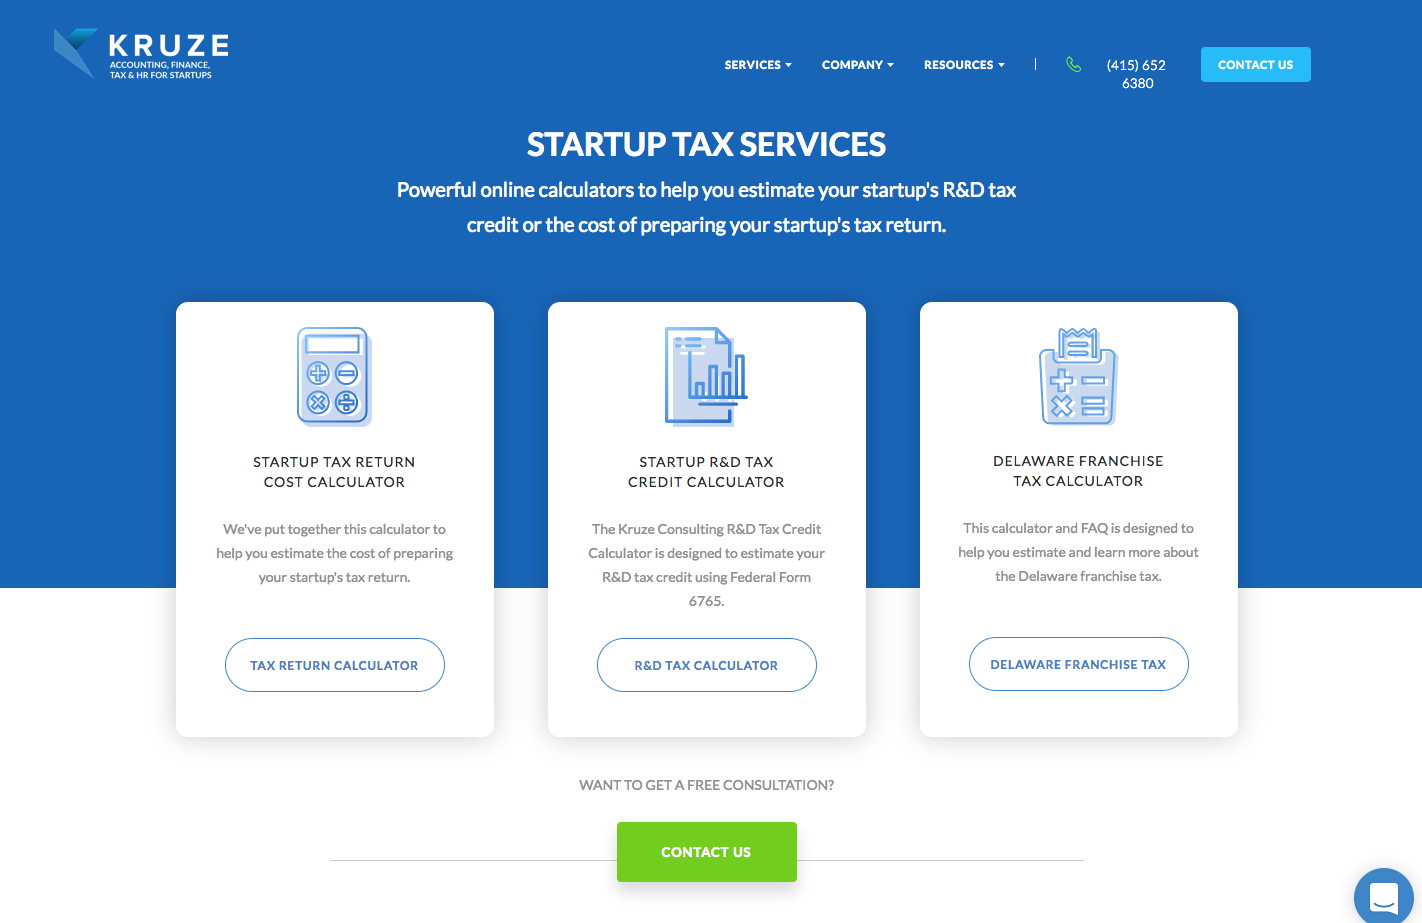 KRUZE
ACCOUNTING, FINANCE,
TAX & HR FOR STARTUPS
SERVICES
COMPANY
RESOURCES
(415) 652
6380
CONTACT US
STARTUP TAX SERVICES
Powerful online calculators to help you estimate your startup's R&D tax
credit or the cost of preparing your startup's tax return.
STARTUP TAX RETURN
COST CALCULATOR
We've put together this calculator to
help you estimate the cost of preparing
your startup's tax return.
TAX RETURN CALCULATOR
STARTUP R&D TAX
CREDIT CALCULATOR
The Kruze Consulting R&D Tax Credit
Calculator is designed to estimate your
R&D tax credit using Federal Form
6765.
R&D TAX CALCULATOR
DELAWARE FRANCHISE
TAX CALCULATOR
This calculator and FAQ is designed to
help you estimate and learn more about
the Delaware franchise tax.
DELAWARE FRANCHISE TAX
WANT TO GET A FREE CONSULTATION?
CONTACT US